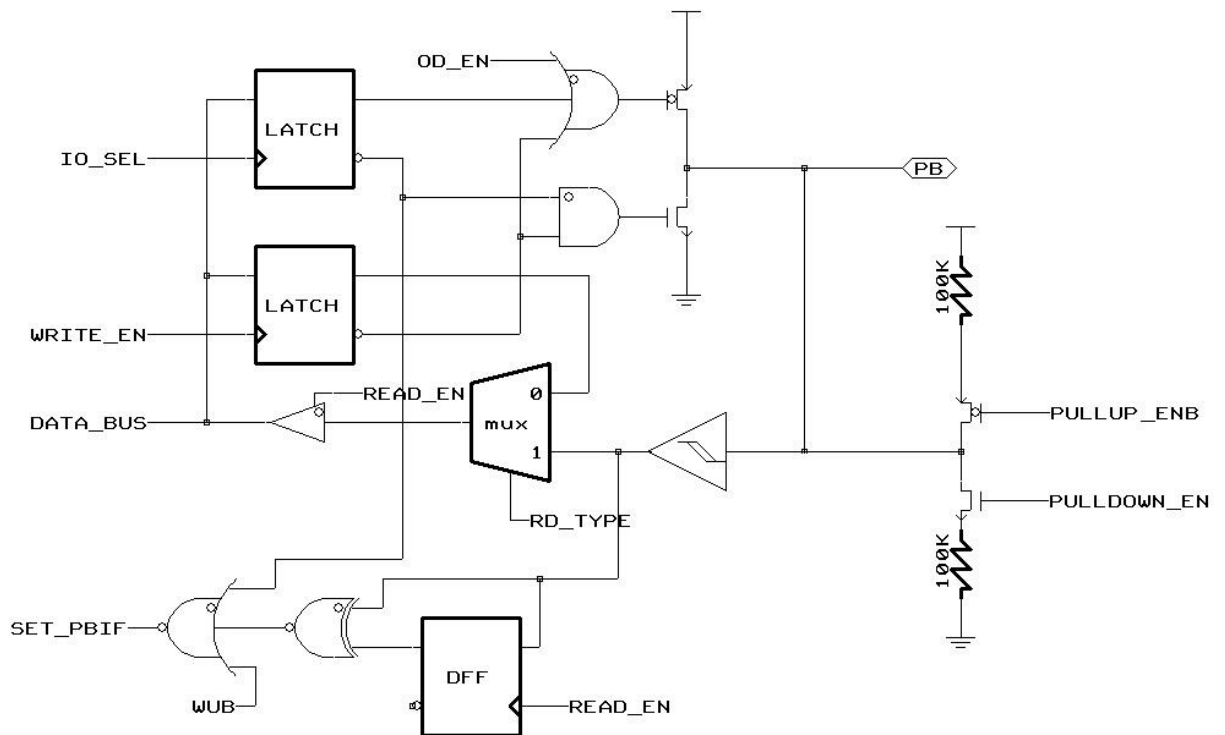 OD_EN
LATCH
IO_SEL
PB
LATCH
100K
WRITE_EN
READ_EN
0
DATA_BUS
mux
PULLUP_ENB
1
RD_TYPE
PULLDOWN_EN
100K
SET_PBIF
DFF
WUB
READ_EN